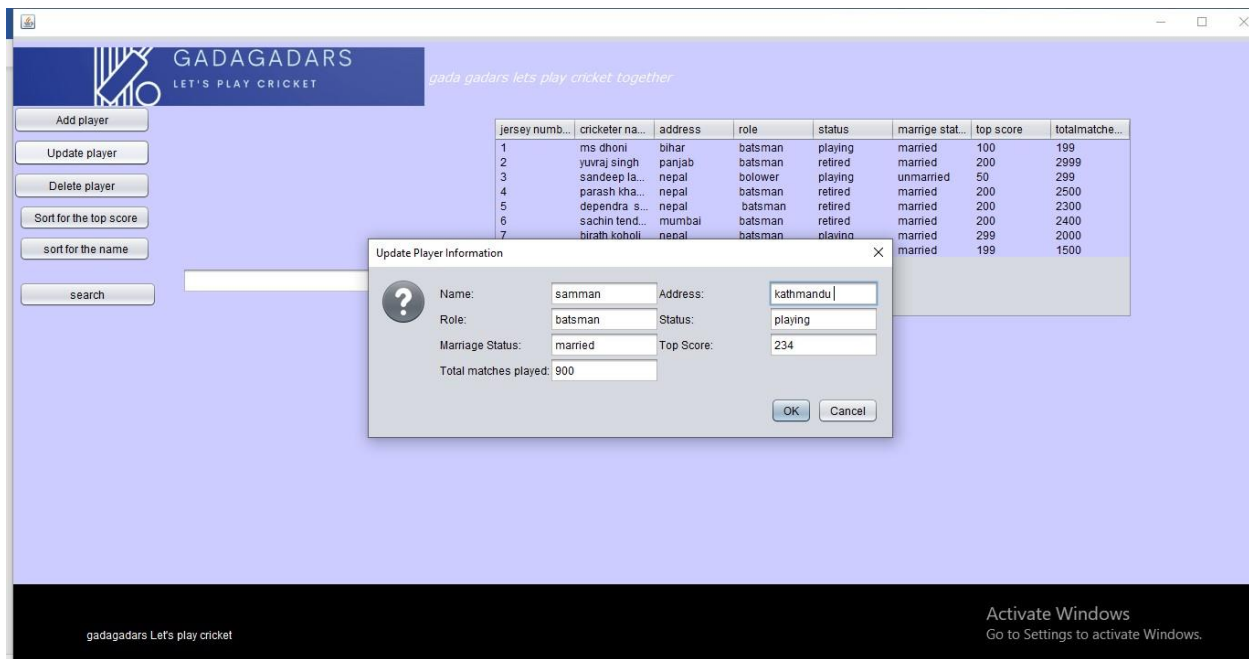 GADAGADARS
LET'S PLAY CRICKET
gada gadars lets play cricket together
Add player
Update player
Delete player
Sort for the top score
sort for the name
search
jersey numb... cricketer na... address role status marrige stat... top score totalmatche...
1 ms dhoni bihar batsman playing married 100 199
2 yuvraj singh panjab batsman retired married 200 2999
3 sandeep la... nepal bolower playing unmarried 50 299
4 parash kha... nepal batsman retired married 200 2500
5 dependra s... nepal batsman retired married 200 2300
6 sachin tend... mumbai batsman retired married 200 2400
7 birath koholi nepal batsman playing married 299 2000
married 199 1500
Update Player Information
Name: samman Address: kathmandu
Role: batsman Status: playing
Marriage Status: married Top Score: 234
Total matches played: 900
OK Cancel
gadagadars Let's play cricket
Activate Windows
Go to Settings to activate Windows.